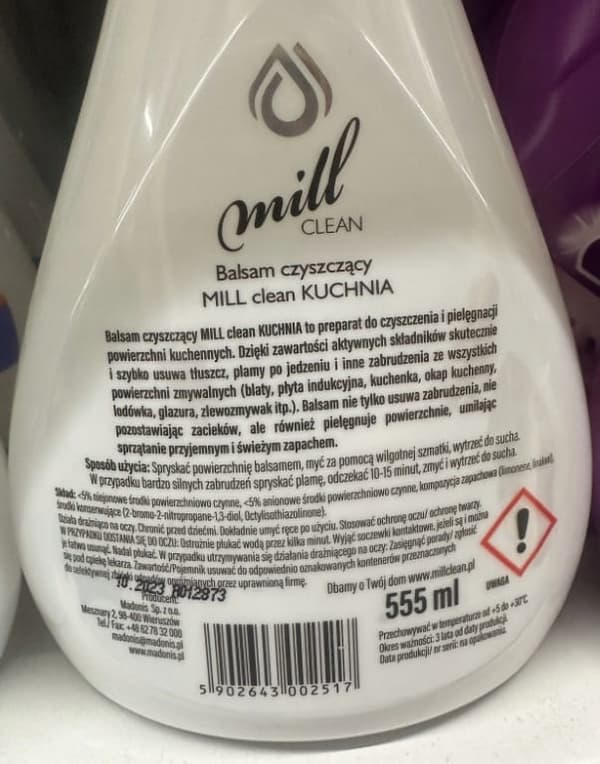 mill
CLEAN
Balsam czyszczący
MILL clean KUCHNIA
Balsam czyszczący MILL clean KUCHNIA to preparat do czyszczenia i pielęgnacji
powierzchni kuchennych. Dzięki zawartości aktywnych składników skutecznie
i szybko usuwa tłuszcz, plamy po jedzeniu i inne zabrudzenia ze wszystkich
powierzchni zmywalnych (blaty, płyta indukcyjna, kuchenka, okap kuchenny,
lodówka, glazura, zlewozmywak itp.). Balsam nie tylko usuwa zabrudzenia, nie
pozostawiając zacieków, ale również pielęgnuje powierzchnie, umilając
sprzątanie przyjemnym i świeżym zapachem.
Sposób użycia: Spryskać powierzchnię balsamem, myć za pomocą wilgotnej szmatki, wytrzeć do sucha.
W przypadku bardzo silnych zabrudzeń spryskać plamę, odczekać 10-15 minut, zmyć i wytrzeć do sucha.
Skład: <5% niejonowe środki powierzchniowo czynne, <5% anionowe środki powierzchniowo czynne, kompozycja zapachowa (limonene, linalool),
środki konserwujące (2-bromo-2-nitropropane-1,3-diol, Octylisothiazolinone).
Działa drażniąco na oczy. Chronić przed dziećmi. Dokładnie umyć ręce po użyciu. Stosować ochronę oczu/ ochronę twarzy.
W PRZYPADKU DOSTANIA SIĘ DO OCZU: Ostrożnie płukać wodą przez kilka minut. Wyjąć soczewki kontaktowe, jeżeli są i można
je łatwo usunąć. Nadal płukać. W przypadku utrzymywania się działania drażniącego na oczy: Zasięgnąć porady/ zgłosić
się pod opiekę lekarza. Zawartość/Pojemnik usuwać do odpowiednio oznakowanych kontenerów przeznaczonych
do selektywnej opróżnianych przez uprawnioną firmę.
10.2023 8012873
Producent:
Madonis Sp. z o.o.
Mesznary 2, 98-400 Wieruszów
Tel./ Fax: +48 62 78 32 000
madonis@madonis.pl
www.madonis.pl
Dbamy o Twój dom www.millclean.pl
555 ml
UWAGA
Przechowywać w temperaturze od +5 do +30°C.
Okres ważności: 3 lata od daty produkcji.
Data produkcji/ nr serii: na opakowaniu.
5 902643 002517